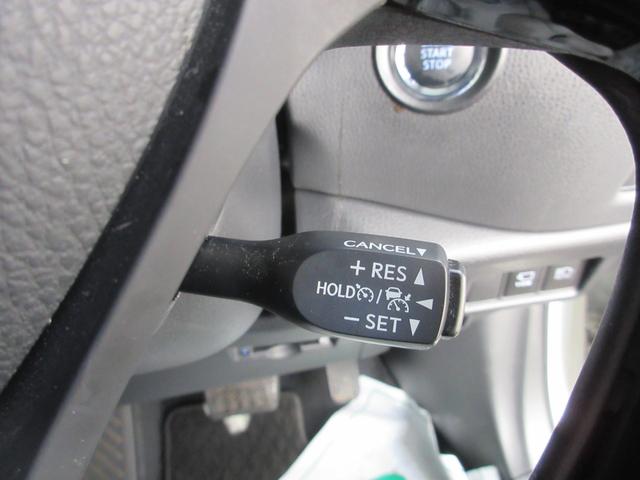 START
STOP
CANCEL▼
+ RES ▲
HOLD / ◀
− SET ▼